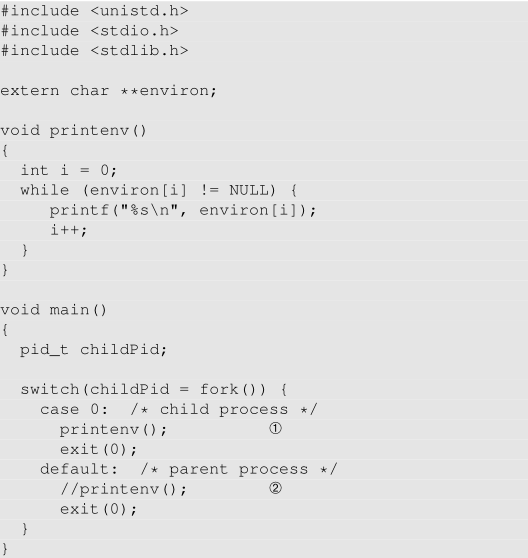 #include <unistd.h>
#include <stdio.h>
#include <stdlib.h>

extern char **environ;

void printenv()
{
  int i = 0;
  while (environ[i] != NULL) {
     printf("%s\n", environ[i]);
     i++;
  }
}

void main()
{
  pid_t childPid;

  switch(childPid = fork()) {
    case 0:  /* child process */
      printenv();          ①
      exit(0);
    default:  /* parent process */
      //printenv();        ②
      exit(0);
  }
}